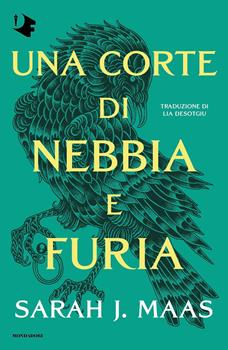 UNA CORTE
DI
TRADUZIONE DI
LIA DESOTGIU
NEBBIA
E
FURIA
SARAH J. MAAS
MONDADORI